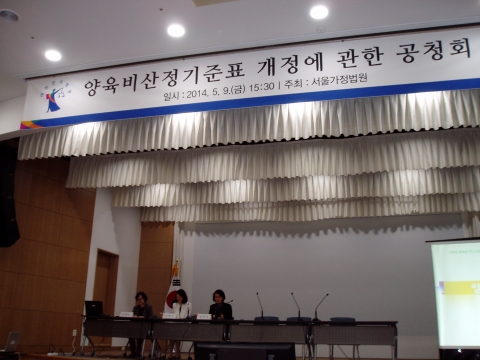 양육비산정기준표 개정에 관한 공청회
일시 : 2014. 5. 9.(금) 15:30 | 주최 : 서울가정법원